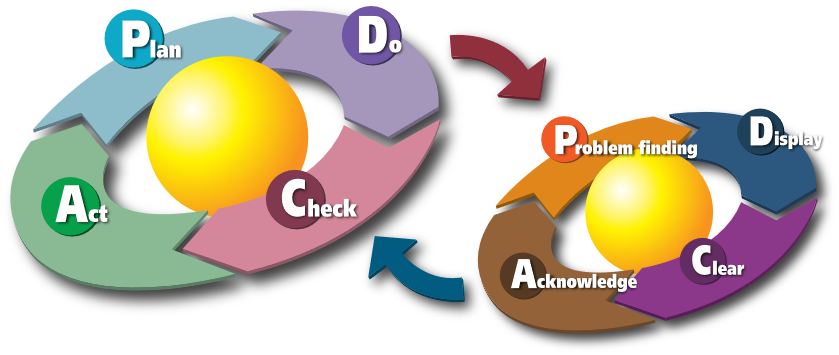 Plan
Do
Check
Act
Problem finding
Display
Clear
Acknowledge